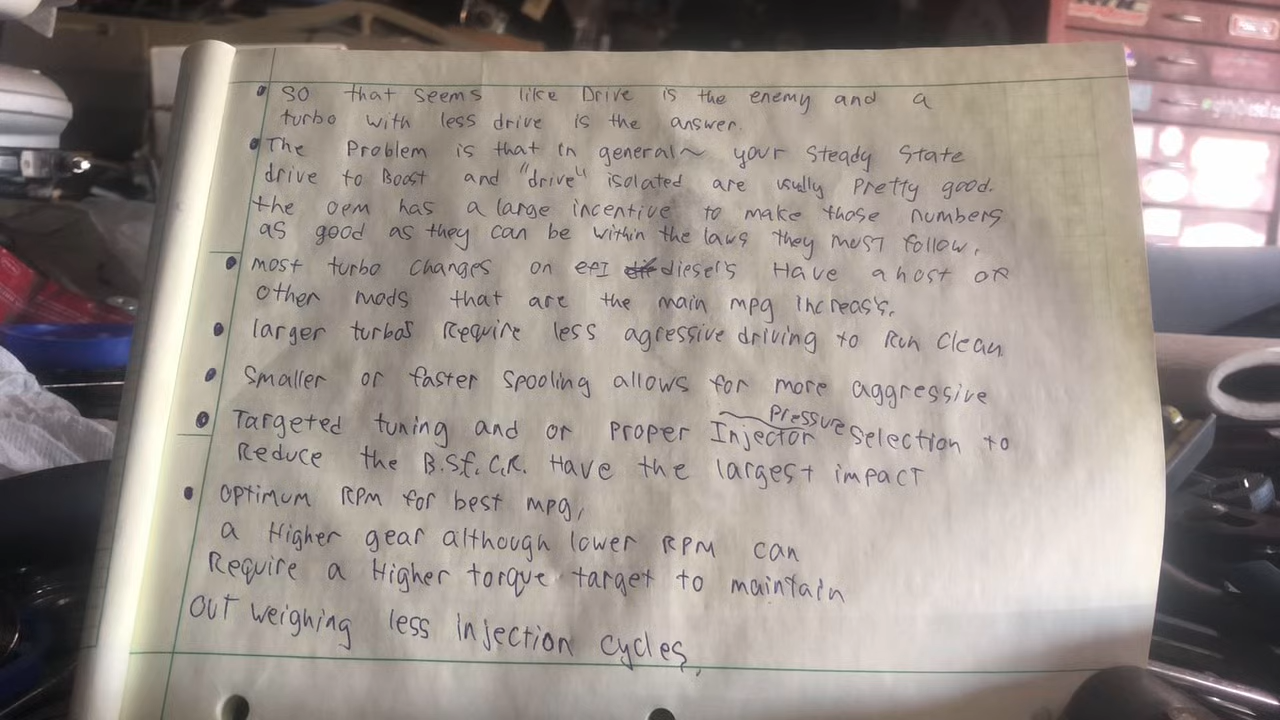 • So that seems like Drive is the enemy and a
turbo with less drive is the answer.
• The Problem is that in general~ your Steady State
drive to Boost and "drive" isolated are usully Pretty good.
the oem has a large incentive to make those numbers
as good as they can be within the laws they must follow.
• most turbo changes on efI diesel's Have a host of
other mods that are the main mpg Increas's.
• larger turbos Require less agressive driving to Run Clean
• Smaller or faster Spooling allows for more aggressive
Pressure
• Targeted tuning and or Proper Injector Selection to
Reduce the B.Sf.C.R. Have the largest impact
• optimum RPM for best mpg,
a Higher gear although lower RPM can
Require a Higher torque target to maintain
out weighing less Injection cycles,